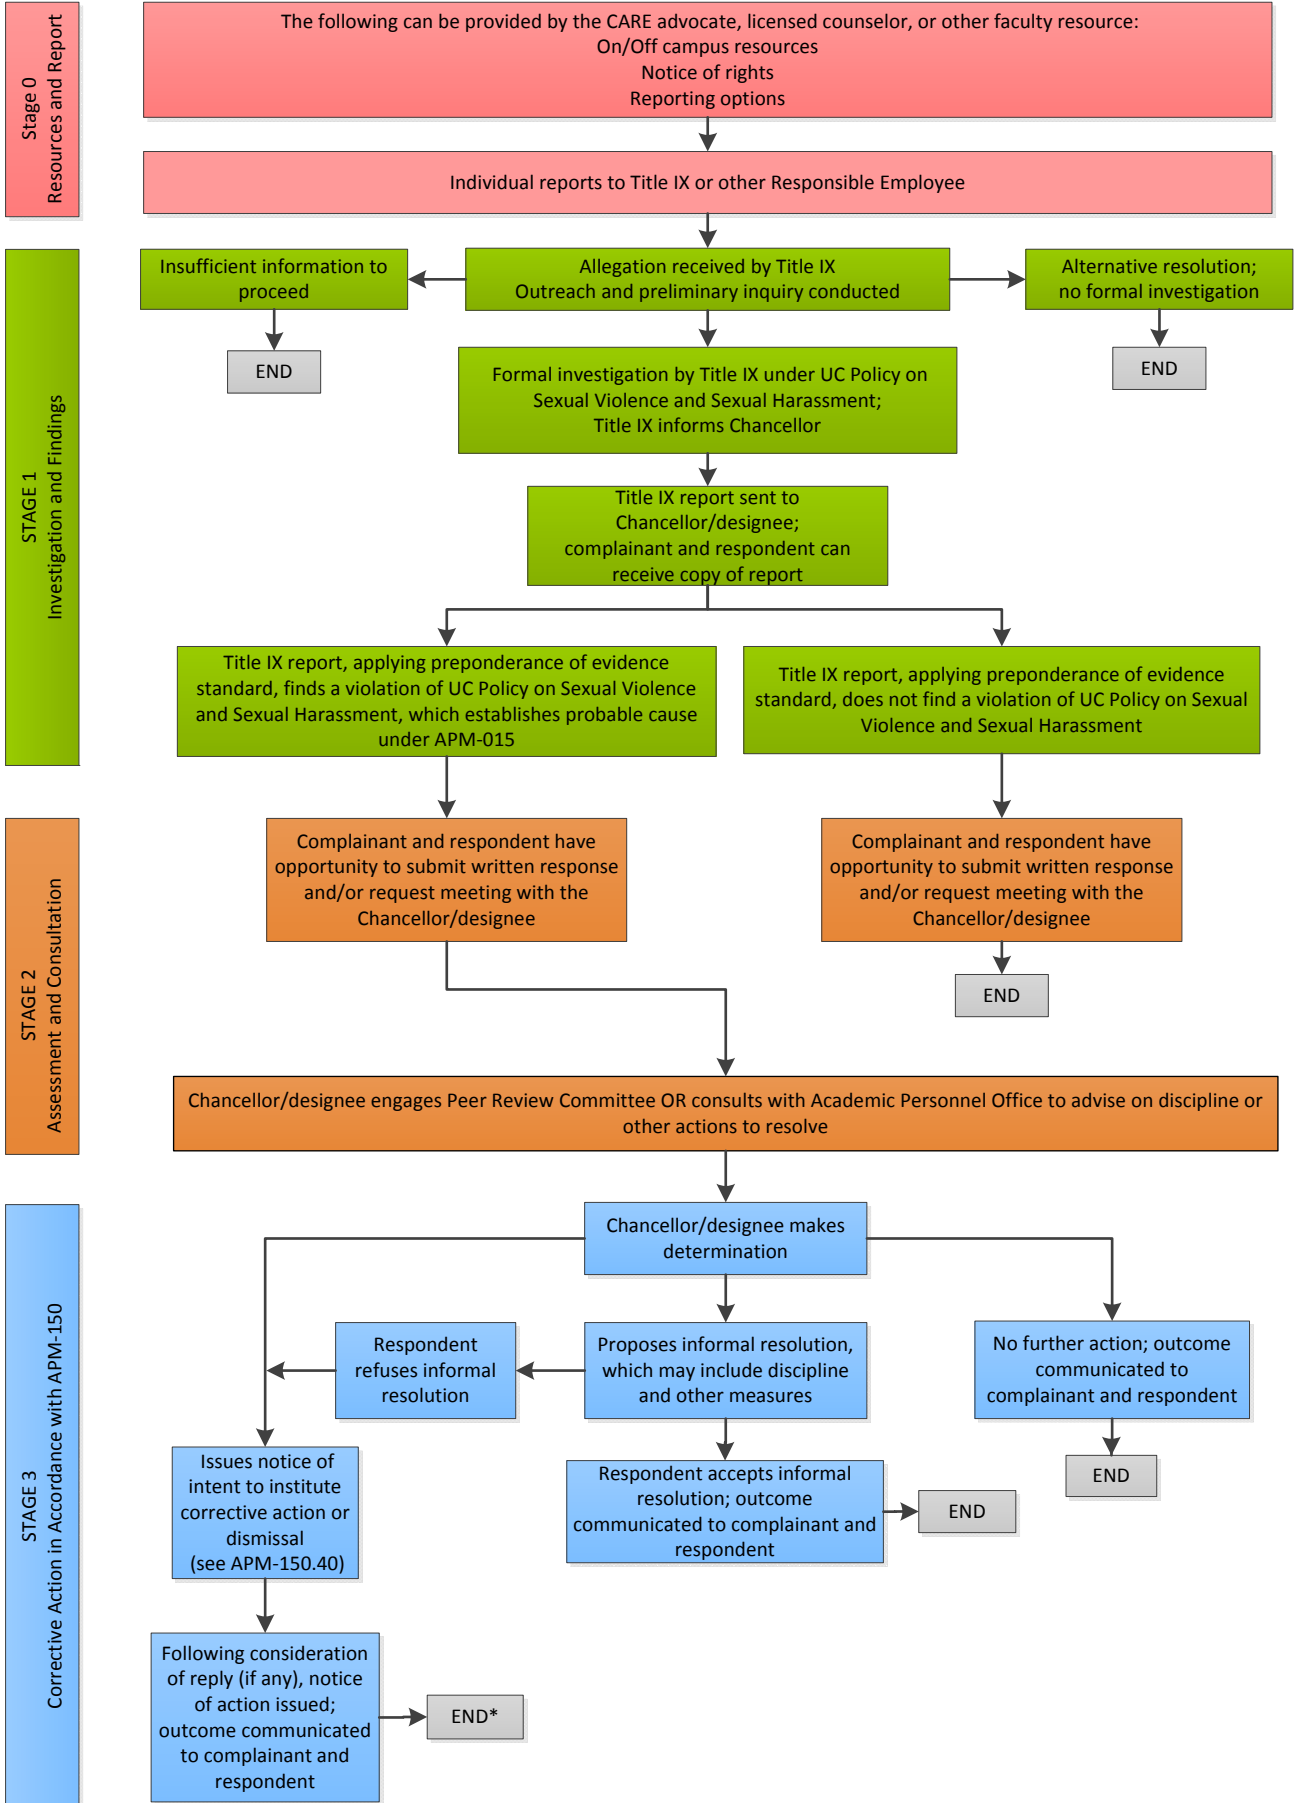 Stage 0
Resources and Report
The following can be provided by the CARE advocate, licensed counselor, or other faculty resource:
On/Off campus resources
Notice of rights
Reporting options
Individual reports to Title IX or other Responsible Employee
STAGE 1
Investigation and Findings
Insufficient information to
proceed
Allegation received by Title IX
Outreach and preliminary inquiry conducted
Alternative resolution;
no formal investigation
END
END
Formal investigation by Title IX under UC Policy on
Sexual Violence and Sexual Harassment;
Title IX informs Chancellor
Title IX report sent to
Chancellor/designee;
complainant and respondent can
receive copy of report
Title IX report, applying preponderance of evidence
standard, finds a violation of UC Policy on Sexual Violence
and Sexual Harassment, which establishes probable cause
under APM-015
Title IX report, applying preponderance of evidence
standard, does not find a violation of UC Policy on Sexual
Violence and Sexual Harassment
STAGE 2
Assessment and Consultation
Complainant and respondent have
opportunity to submit written response
and/or request meeting with the
Chancellor/designee
Complainant and respondent have
opportunity to submit written response
and/or request meeting with the
Chancellor/designee
END
Chancellor/designee engages Peer Review Committee OR consults with Academic Personnel Office to advise on discipline or
other actions to resolve
STAGE 3
Corrective Action in Accordance with APM-150
Chancellor/designee makes
determination
Respondent
refuses informal
resolution
Proposes informal resolution,
which may include discipline
and other measures
No further action; outcome
communicated to
complainant and respondent
END
Issues notice of
intent to institute
corrective action or
dismissal
(see APM-150.40)
Respondent accepts informal
resolution; outcome
communicated to complainant and
respondent
END
Following consideration
of reply (if any), notice
of action issued;
outcome communicated
to complainant and
respondent
END*